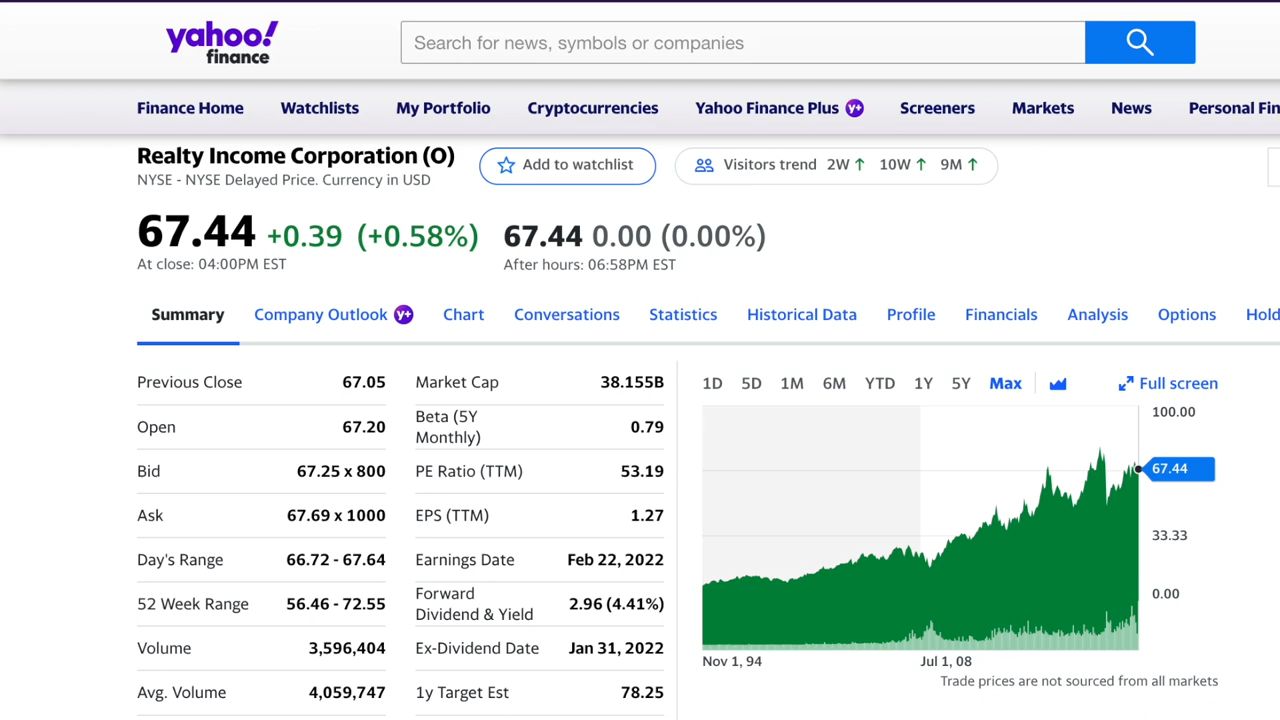 yahoo!
finance
Search for news, symbols or companies
Finance Home Watchlists My Portfolio Cryptocurrencies Yahoo Finance Plus y+ Screeners Markets News Personal Fin
Realty Income Corporation (O)
Add to watchlist
Visitors trend 2W ↑ 10W ↑ 9M ↑
NYSE - NYSE Delayed Price. Currency in USD
67.44 +0.39 (+0.58%)
At close: 04:00PM EST
67.44 0.00 (0.00%)
After hours: 06:58PM EST
Summary Company Outlook y+ Chart Conversations Statistics Historical Data Profile Financials Analysis Options Hold
Previous Close 67.05
Open 67.20
Bid 67.25 x 800
Ask 67.69 x 1000
Day's Range 66.72 - 67.64
52 Week Range 56.46 - 72.55
Volume 3,596,404
Avg. Volume 4,059,747
Market Cap 38.155B
Beta (5Y
Monthly) 0.79
PE Ratio (TTM) 53.19
EPS (TTM) 1.27
Earnings Date Feb 22, 2022
Forward
Dividend & Yield 2.96 (4.41%)
Ex-Dividend Date Jan 31, 2022
1y Target Est 78.25
1D 5D 1M 6M YTD 1Y 5Y Max Full screen
100.00
67.44
33.33
0.00
Nov 1, 94 Jul 1, 08
Trade prices are not sourced from all markets